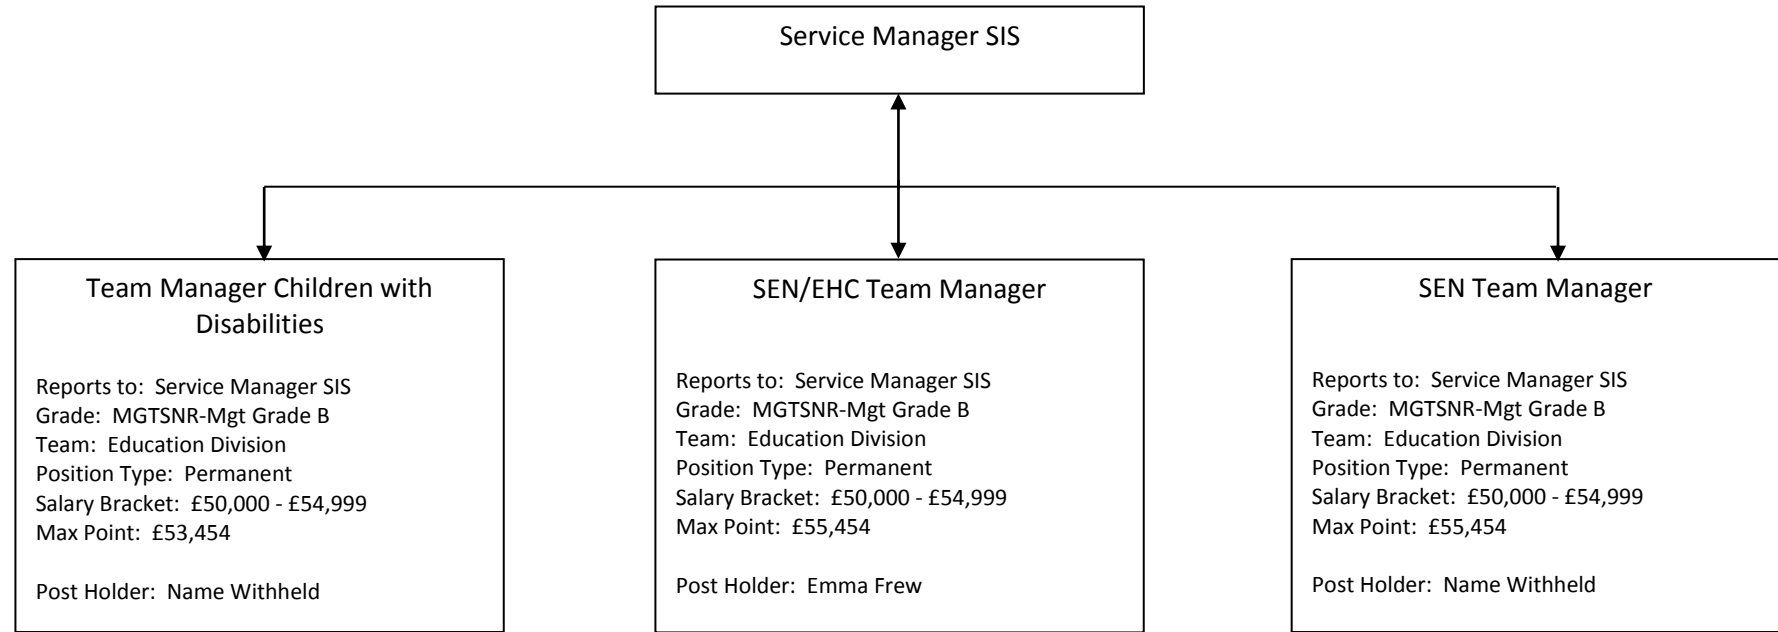 Service Manager SIS
Team Manager Children with
Disabilities
Reports to: Service Manager SIS
Grade: MGTSNR-Mgt Grade B
Team: Education Division
Position Type: Permanent
Salary Bracket: £50,000 - £54,999
Max Point: £53,454
Post Holder: Name Withheld
SEN/EHC Team Manager
Reports to: Service Manager SIS
Grade: MGTSNR-Mgt Grade B
Team: Education Division
Position Type: Permanent
Salary Bracket: £50,000 - £54,999
Max Point: £55,454
Post Holder: Emma Frew
SEN Team Manager
Reports to: Service Manager SIS
Grade: MGTSNR-Mgt Grade B
Team: Education Division
Position Type: Permanent
Salary Bracket: £50,000 - £54,999
Max Point: £55,454
Post Holder: Name Withheld